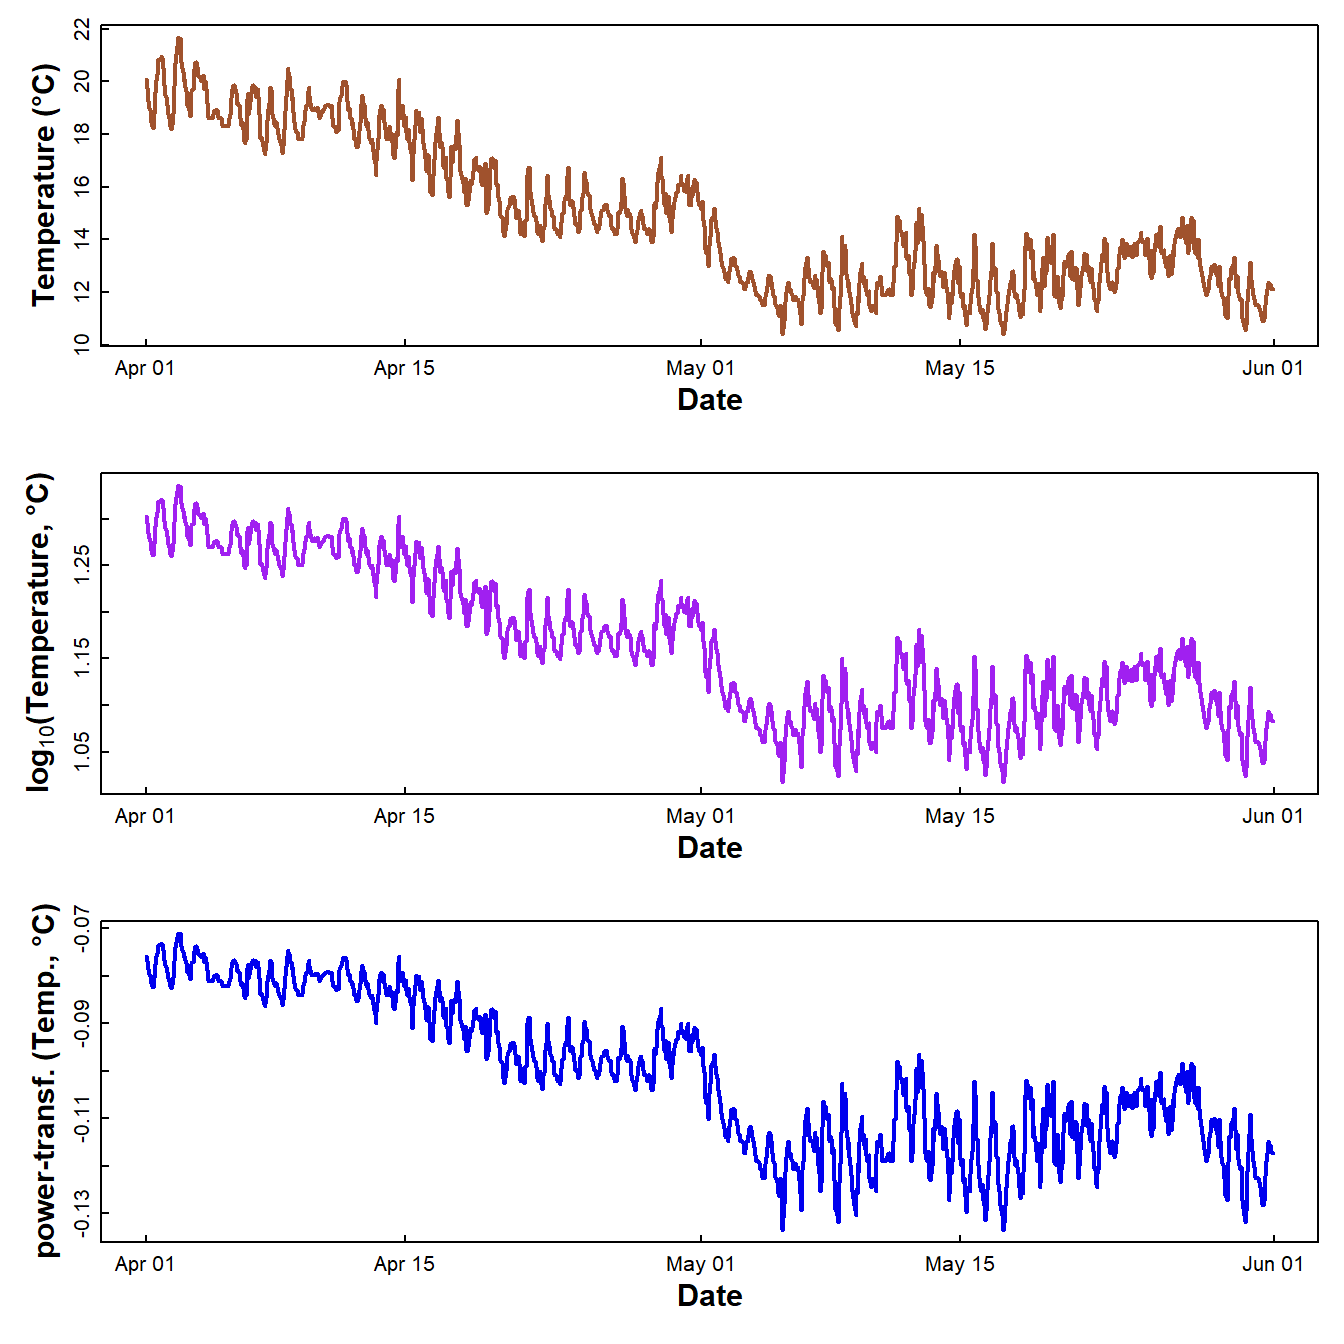 Temperature (°C)
22
20
18
16
14
12
10
Apr 01 Apr 15 May 01 May 15 Jun 01
Date
log₁₀(Temperature, °C)
1.25
1.15
1.05
Apr 01 Apr 15 May 01 May 15 Jun 01
Date
power-transf. (Temp., °C)
-0.07
-0.09
-0.11
-0.13
Apr 01 Apr 15 May 01 May 15 Jun 01
Date